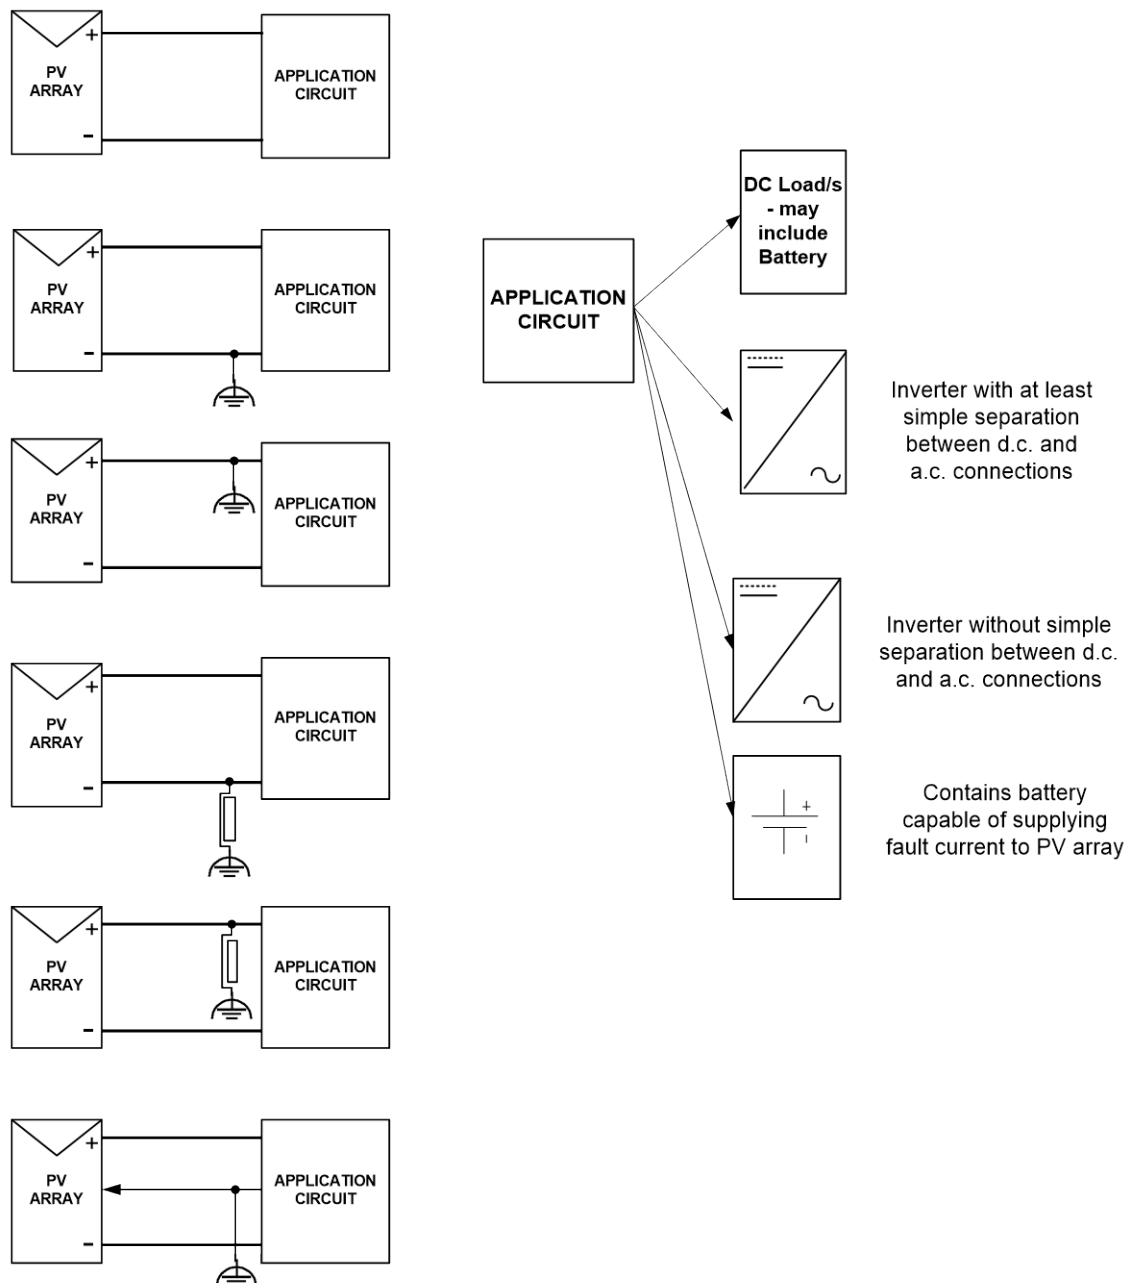 +
PV
ARRAY
-
APPLICATION
CIRCUIT
+
PV
ARRAY
-
APPLICATION
CIRCUIT
+
PV
ARRAY
-
APPLICATION
CIRCUIT
+
PV
ARRAY
-
APPLICATION
CIRCUIT
+
PV
ARRAY
-
APPLICATION
CIRCUIT
+
PV
ARRAY
-
APPLICATION
CIRCUIT
APPLICATION
CIRCUIT
DC Load/s
- may
include
Battery
Inverter with at least
simple separation
between d.c. and
a.c. connections
Inverter without simple
separation between d.c.
and a.c. connections
+
-
Contains battery
capable of supplying
fault current to PV array